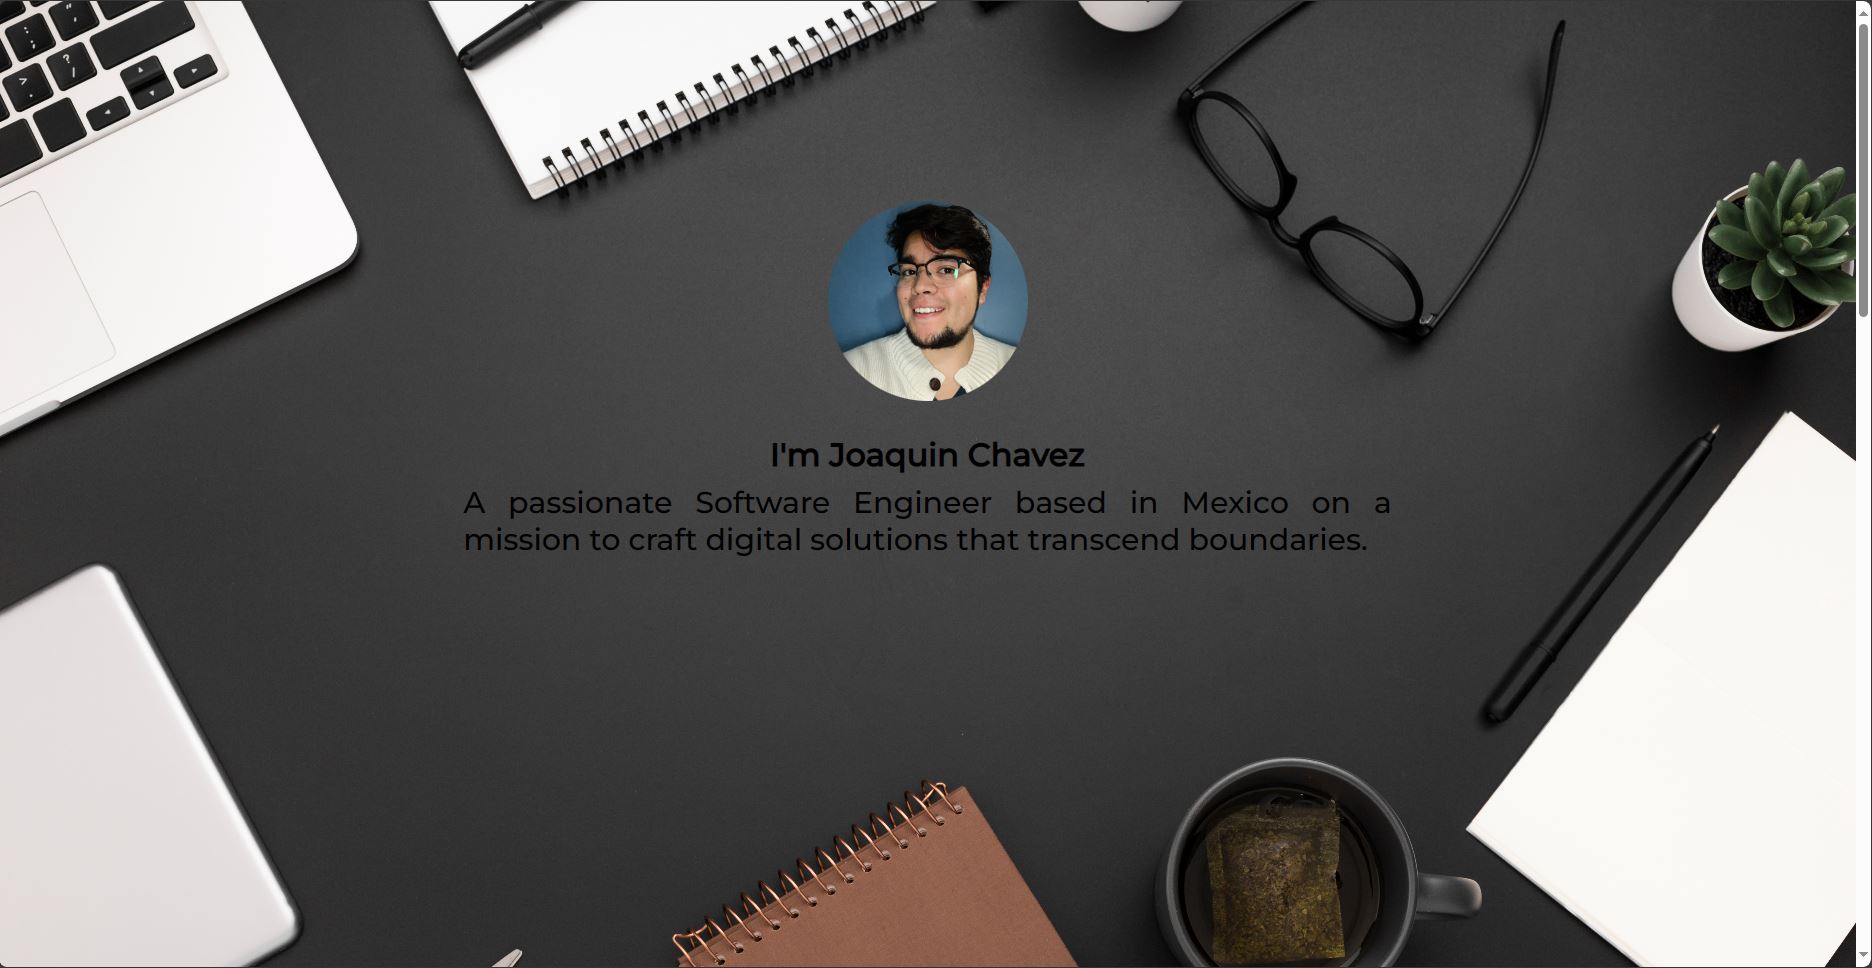 I'm Joaquin Chavez
A passionate Software Engineer based in Mexico on a
mission to craft digital solutions that transcend boundaries.